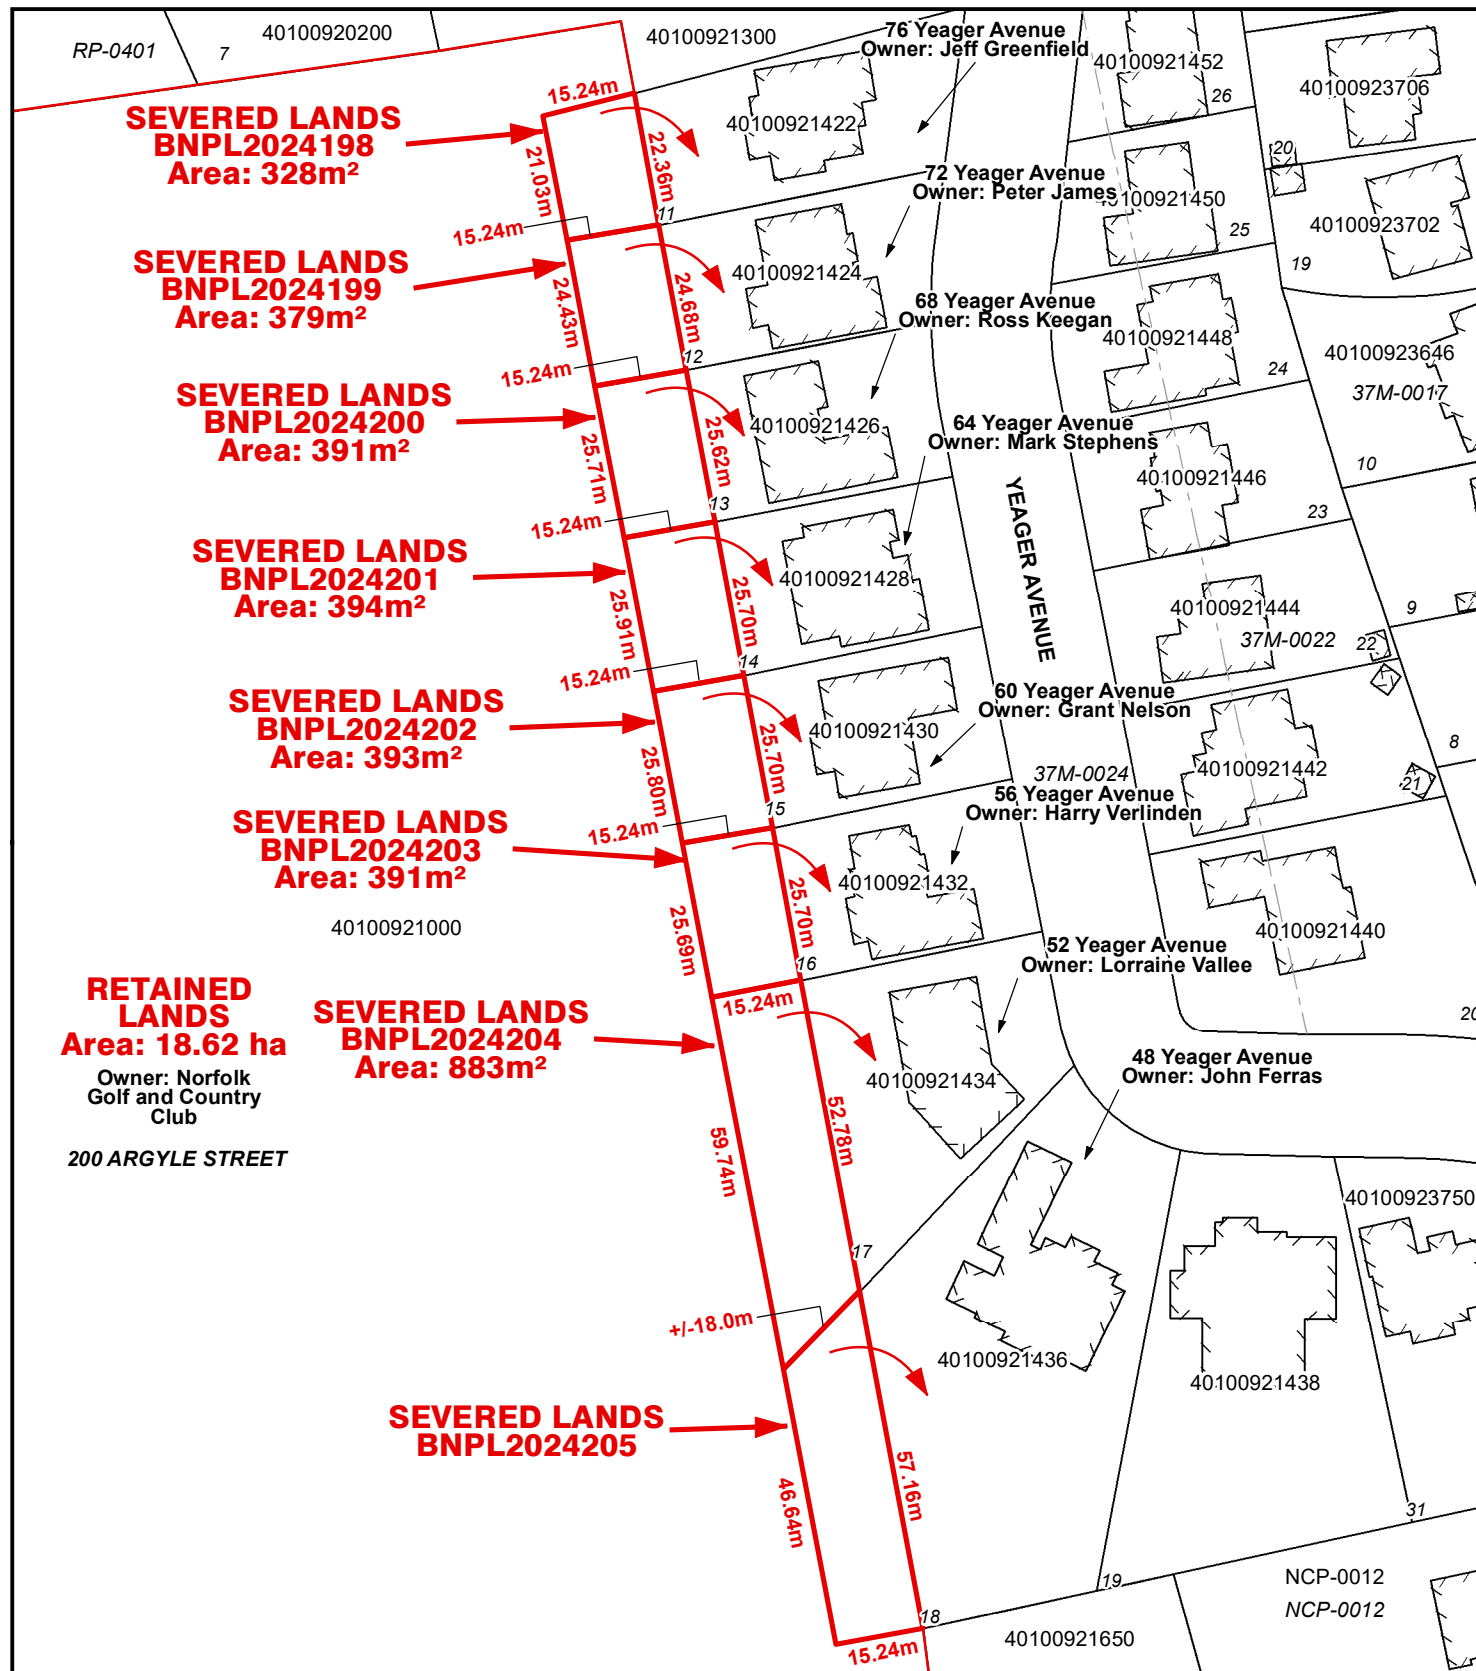 RP-0401
7
40100920200
40100921300
76 Yeager Avenue
Owner: Jeff Greenfield
40100921452
26
40100923706
15.24m
SEVERED LANDS
BNPL2024198
Area: 328m²
21.03m
22.36m
40100921422
20
72 Yeager Avenue
Owner: Peter James
40100921450
25
40100923702
19
11
15.24m
SEVERED LANDS
BNPL2024199
Area: 379m²
24.43m
24.68m
40100921424
68 Yeager Avenue
Owner: Ross Keegan
40100921448
24
40100923646
37M-0017
12
15.24m
SEVERED LANDS
BNPL2024200
Area: 391m²
25.71m
25.62m
40100921426
64 Yeager Avenue
Owner: Mark Stephens
40100921446
10
23
13
15.24m
YEAGER AVENUE
SEVERED LANDS
BNPL2024201
Area: 394m²
25.91m
25.70m
40100921428
40100921444
37M-0022
22
9
14
15.24m
SEVERED LANDS
BNPL2024202
Area: 393m²
25.80m
25.70m
40100921430
60 Yeager Avenue
Owner: Grant Nelson
37M-0024
40100921442
8
21
15
15.24m
56 Yeager Avenue
Owner: Harry Verlinden
SEVERED LANDS
BNPL2024203
Area: 391m²
25.69m
25.70m
40100921432
40100921440
40100921000
16
15.24m
52 Yeager Avenue
Owner: Lorraine Vallee
20
RETAINED
LANDS
Area: 18.62 ha
Owner: Norfolk
Golf and Country
Club
200 ARGYLE STREET
SEVERED LANDS
BNPL2024204
Area: 883m²
59.74m
52.78m
40100921434
48 Yeager Avenue
Owner: John Ferras
40100923750
17
+/-18.0m
40100921436
40100921438
SEVERED LANDS
BNPL2024205
46.64m
57.16m
31
19
18
15.24m
40100921650
NCP-0012
NCP-0012